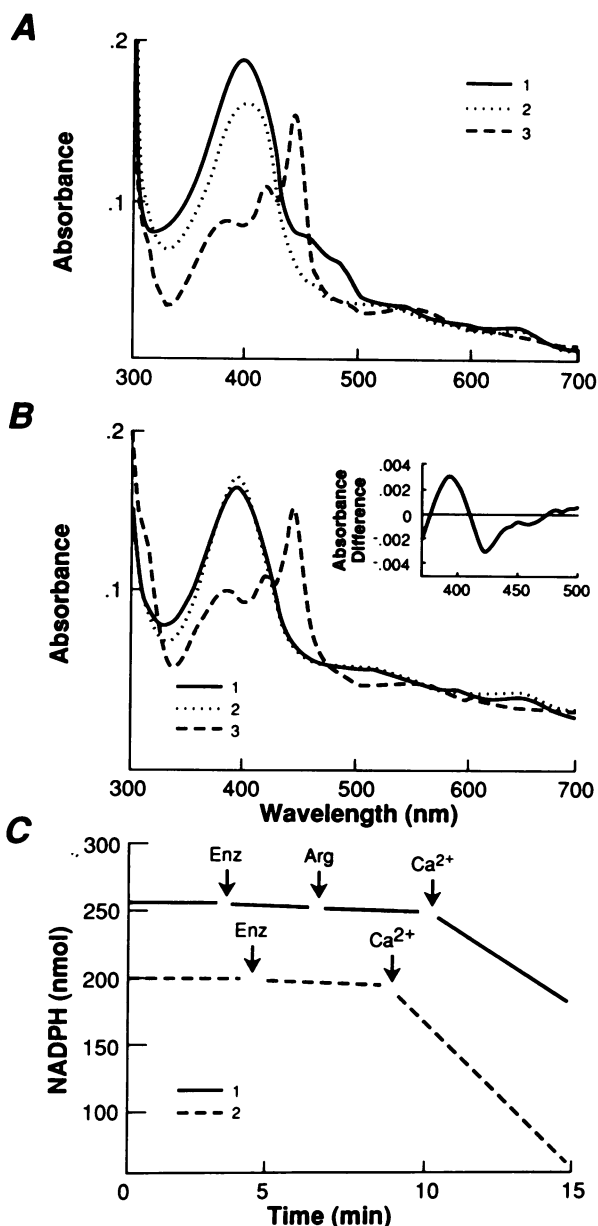 A
.2
.1
Absorbance
1
2
3
300 400 500 600 700
B
.2
.1
Absorbance
Absorbance
Difference
.004
.002
0
-.002
-.004
400 450 500
1
2
3
300 400 500 600 700
Wavelength (nm)
C
300
250
200
150
100
NADPH (nmol)
Enz Arg Ca2+
Enz Ca2+
1
2
0 5 10 15
Time (min)